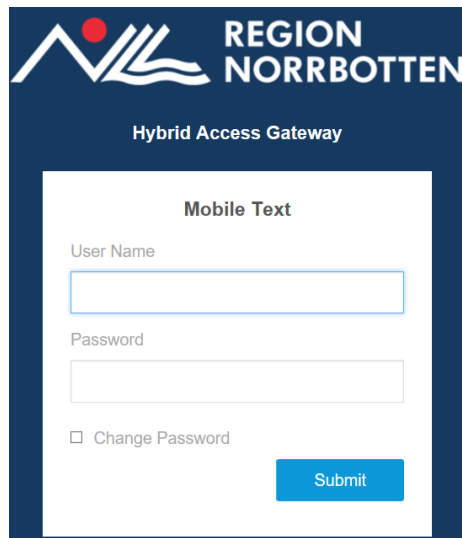 REGION
NORRBOTTEN
Hybrid Access Gateway
Mobile Text
User Name
Password
Change Password
Submit